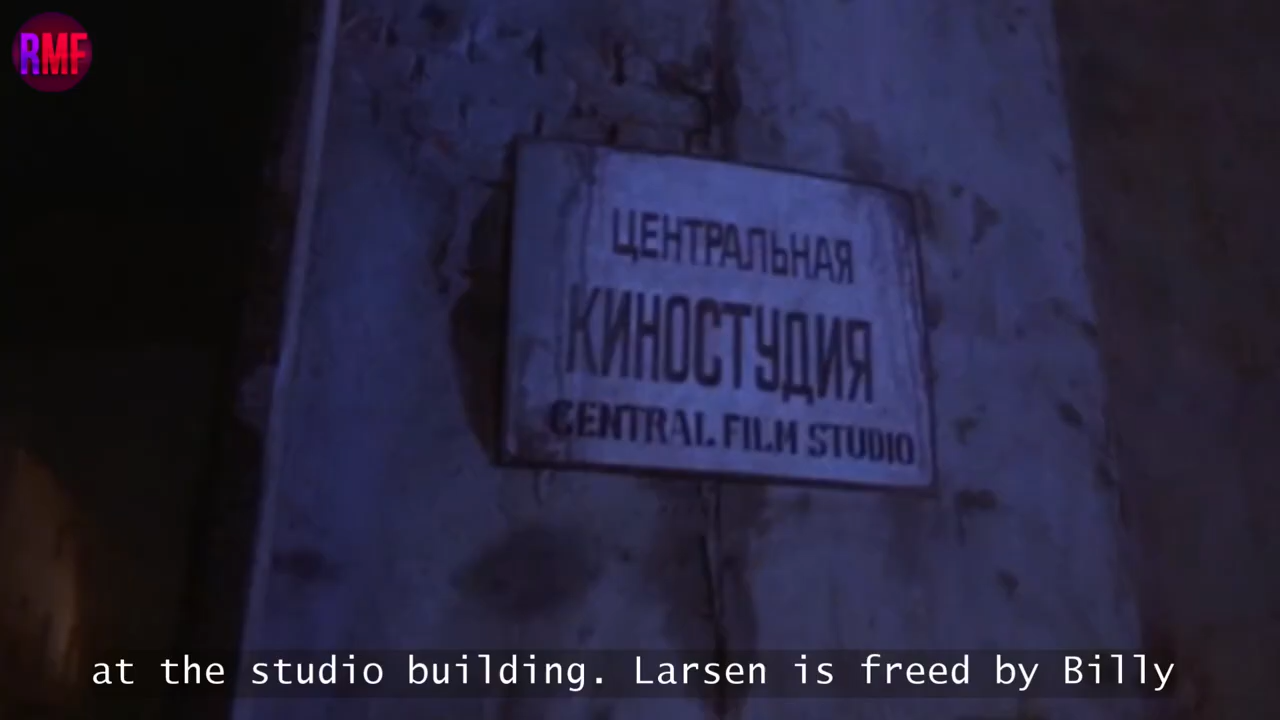 RMF
ЦЕНТРАЛЬНАЯ
КИНОСТУДИЯ
CENTRAL FILM STUDIO
at the studio building. Larsen is freed by Billy